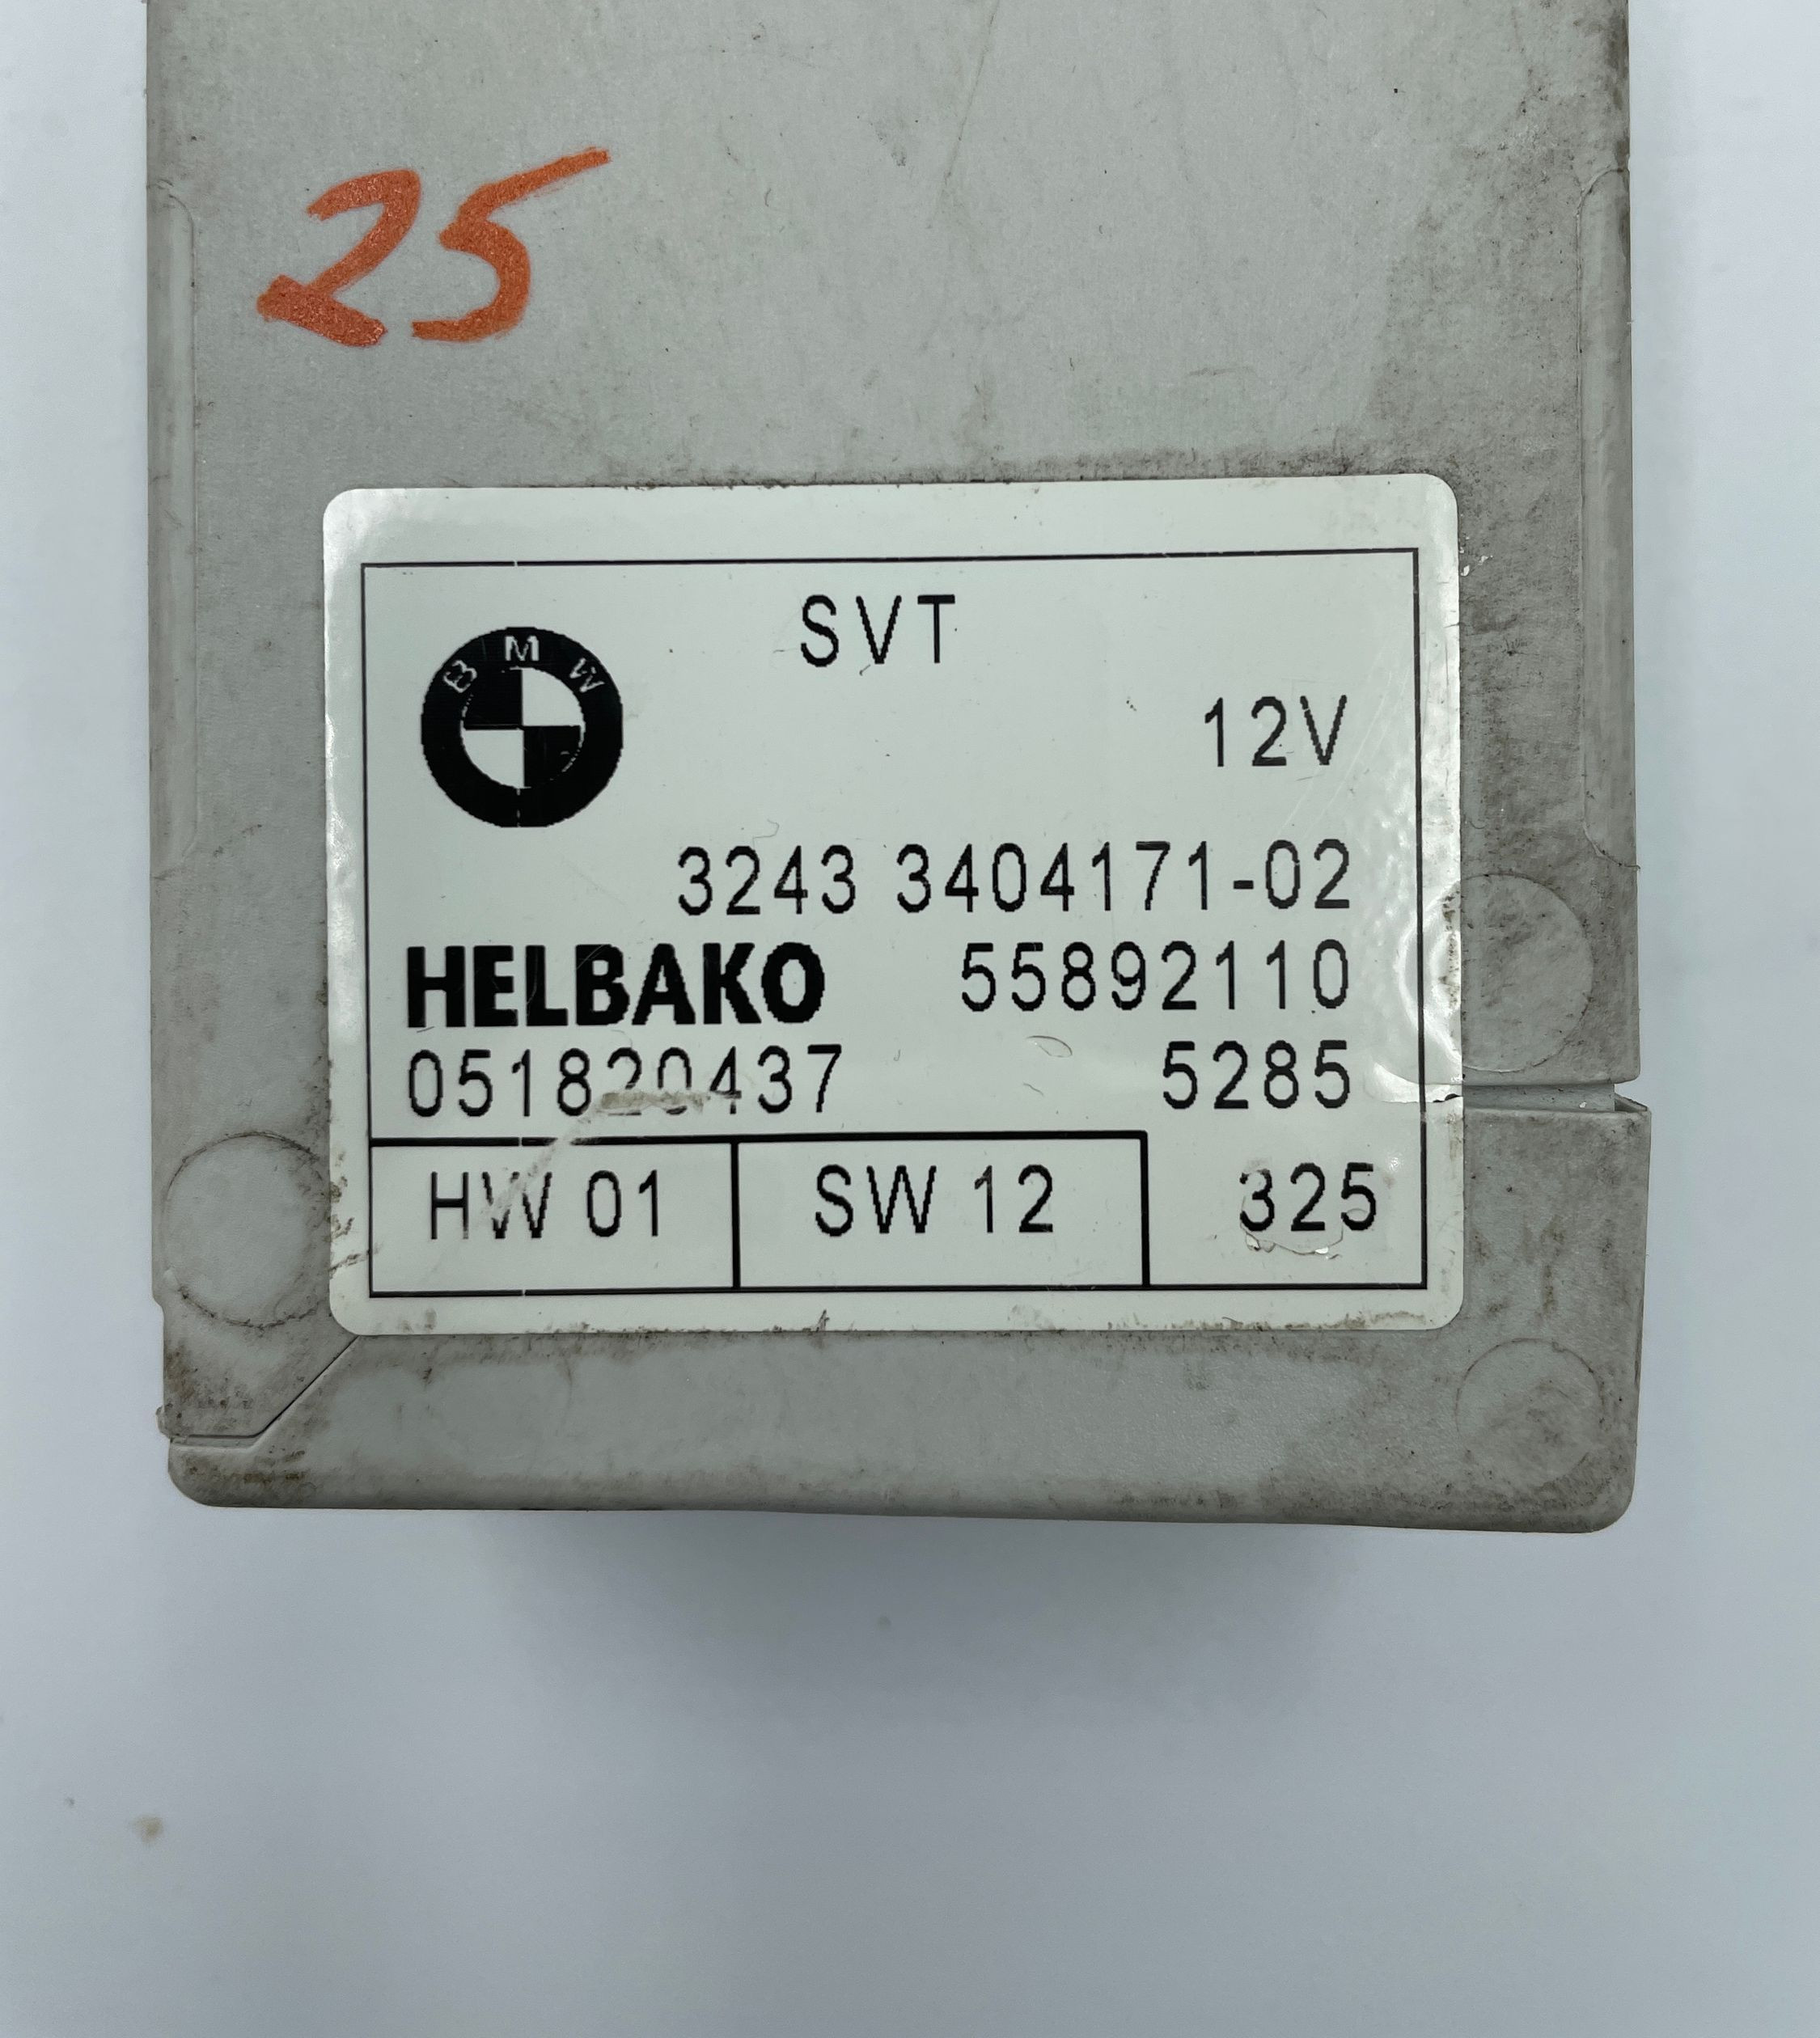 25
SVT
BMW
12V
3243 3404171-02
HELBAKO 55892110
051820437 5285
HW 01 SW 12 325